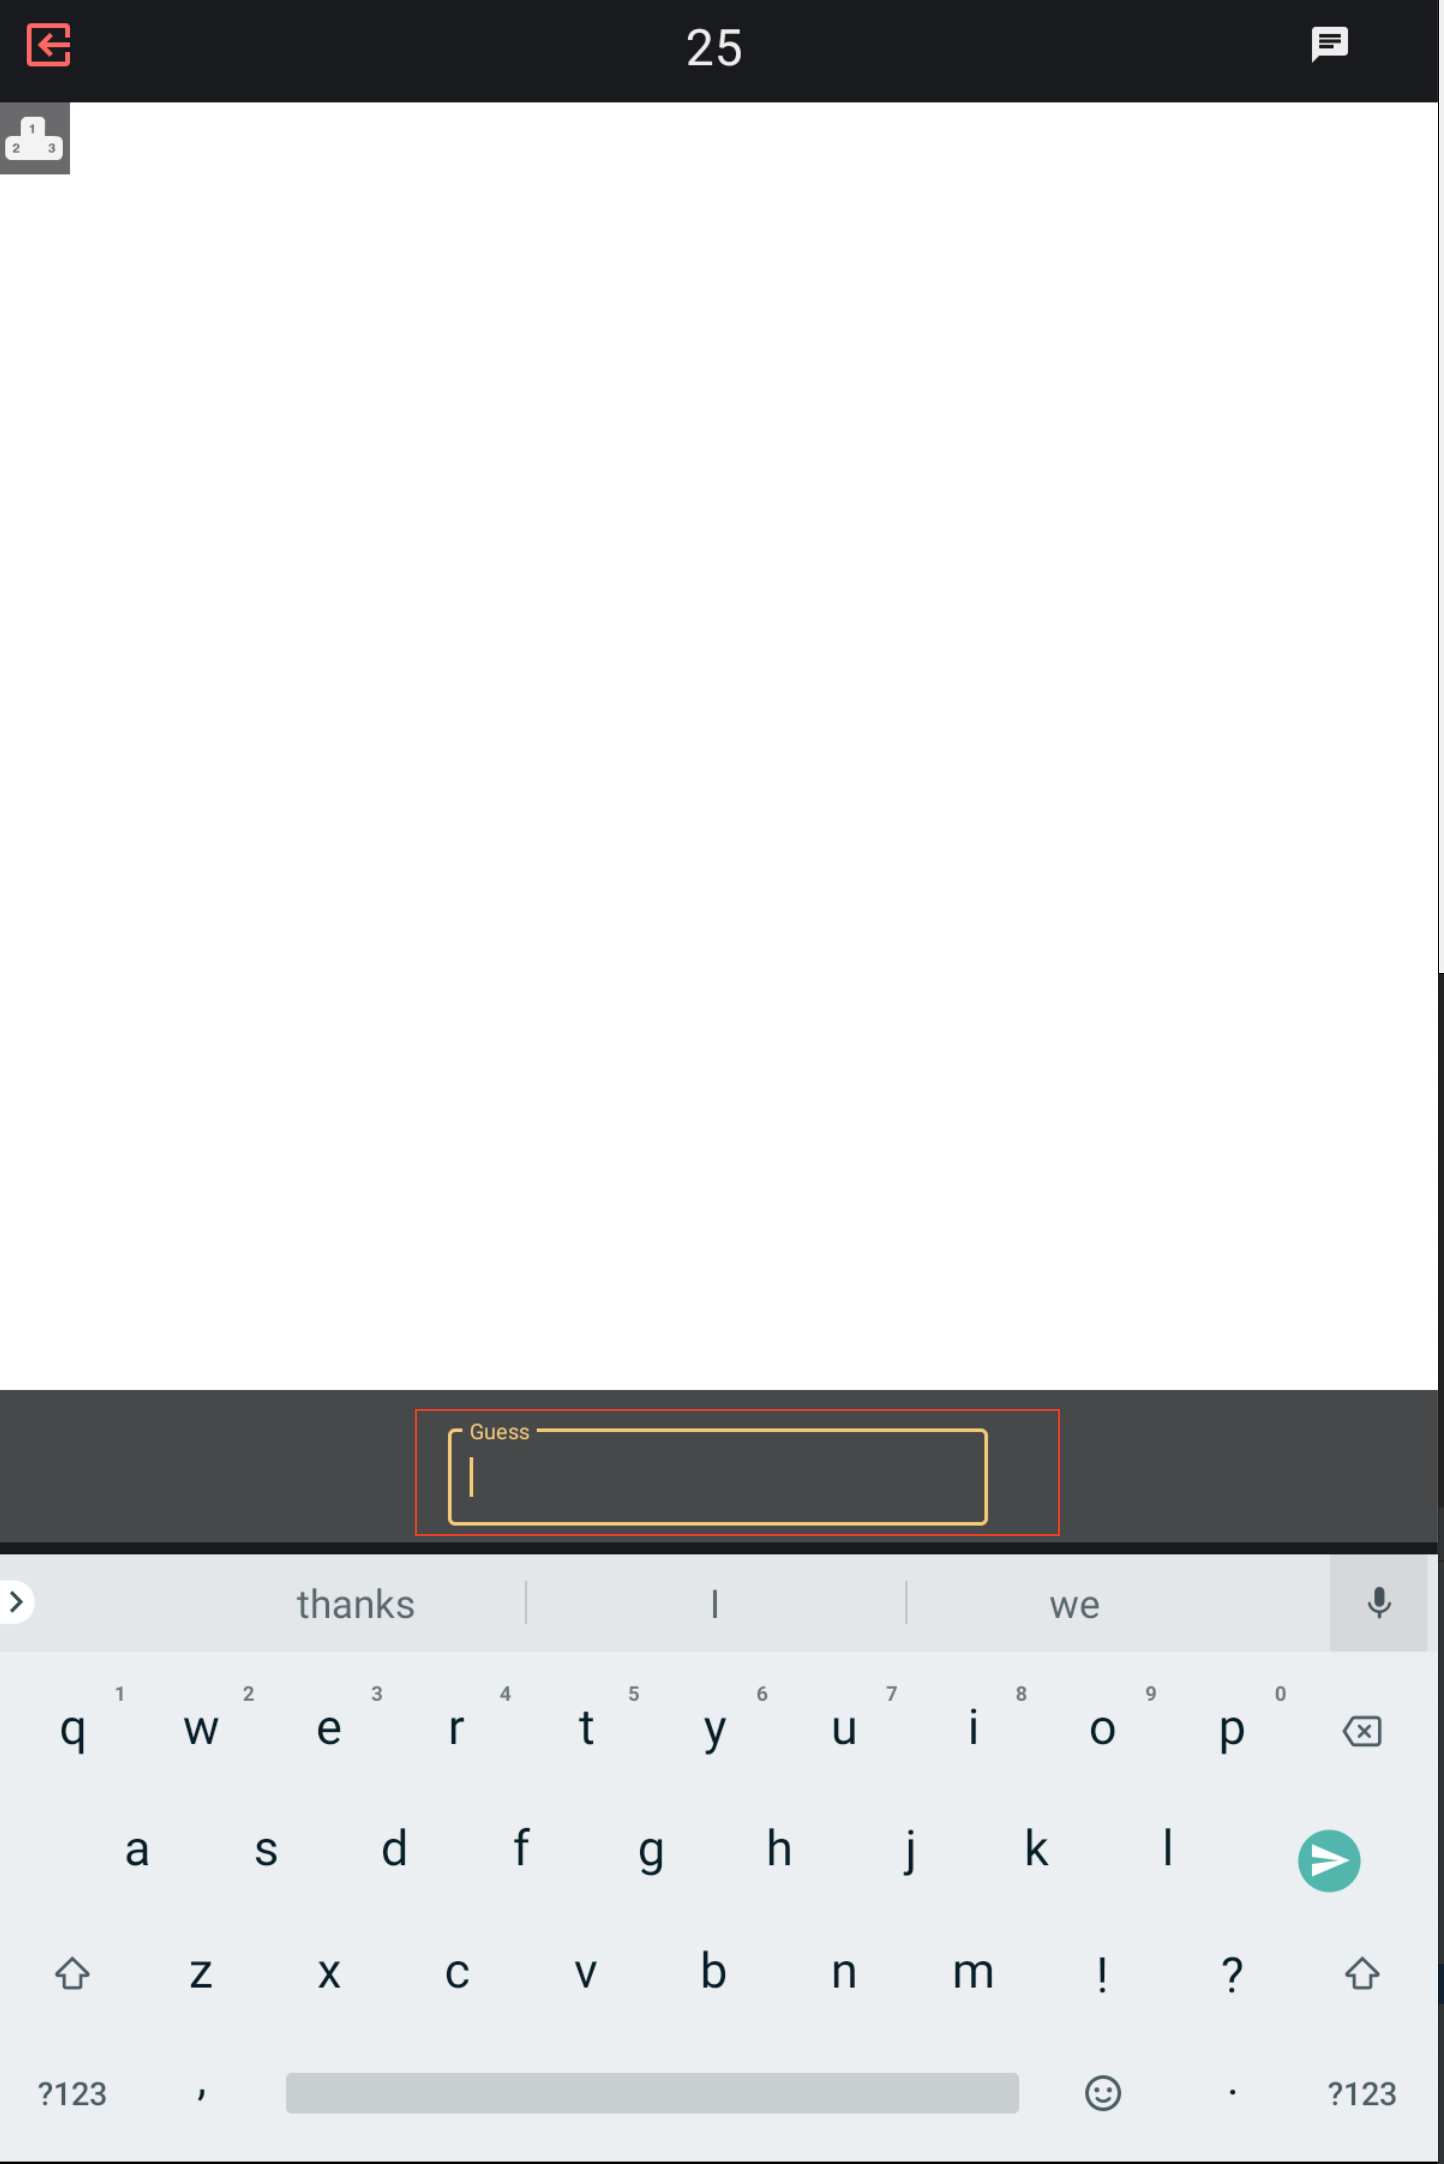 25
1
2 3
Guess
thanks I we
1 2 3 4 5 6 7 8 9 0
q w e r t y u i o p
a s d f g h j k l
z x c v b n m ! ?
?123 , . ?123